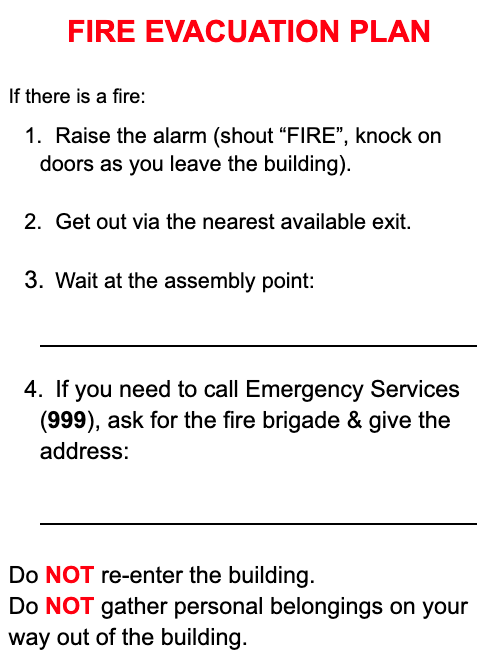 FIRE EVACUATION PLAN
If there is a fire:
1. Raise the alarm (shout “FIRE”, knock on
doors as you leave the building).
2. Get out via the nearest available exit.
3. Wait at the assembly point:
4. If you need to call Emergency Services
(999), ask for the fire brigade & give the
address:
Do NOT re-enter the building.
Do NOT gather personal belongings on your
way out of the building.